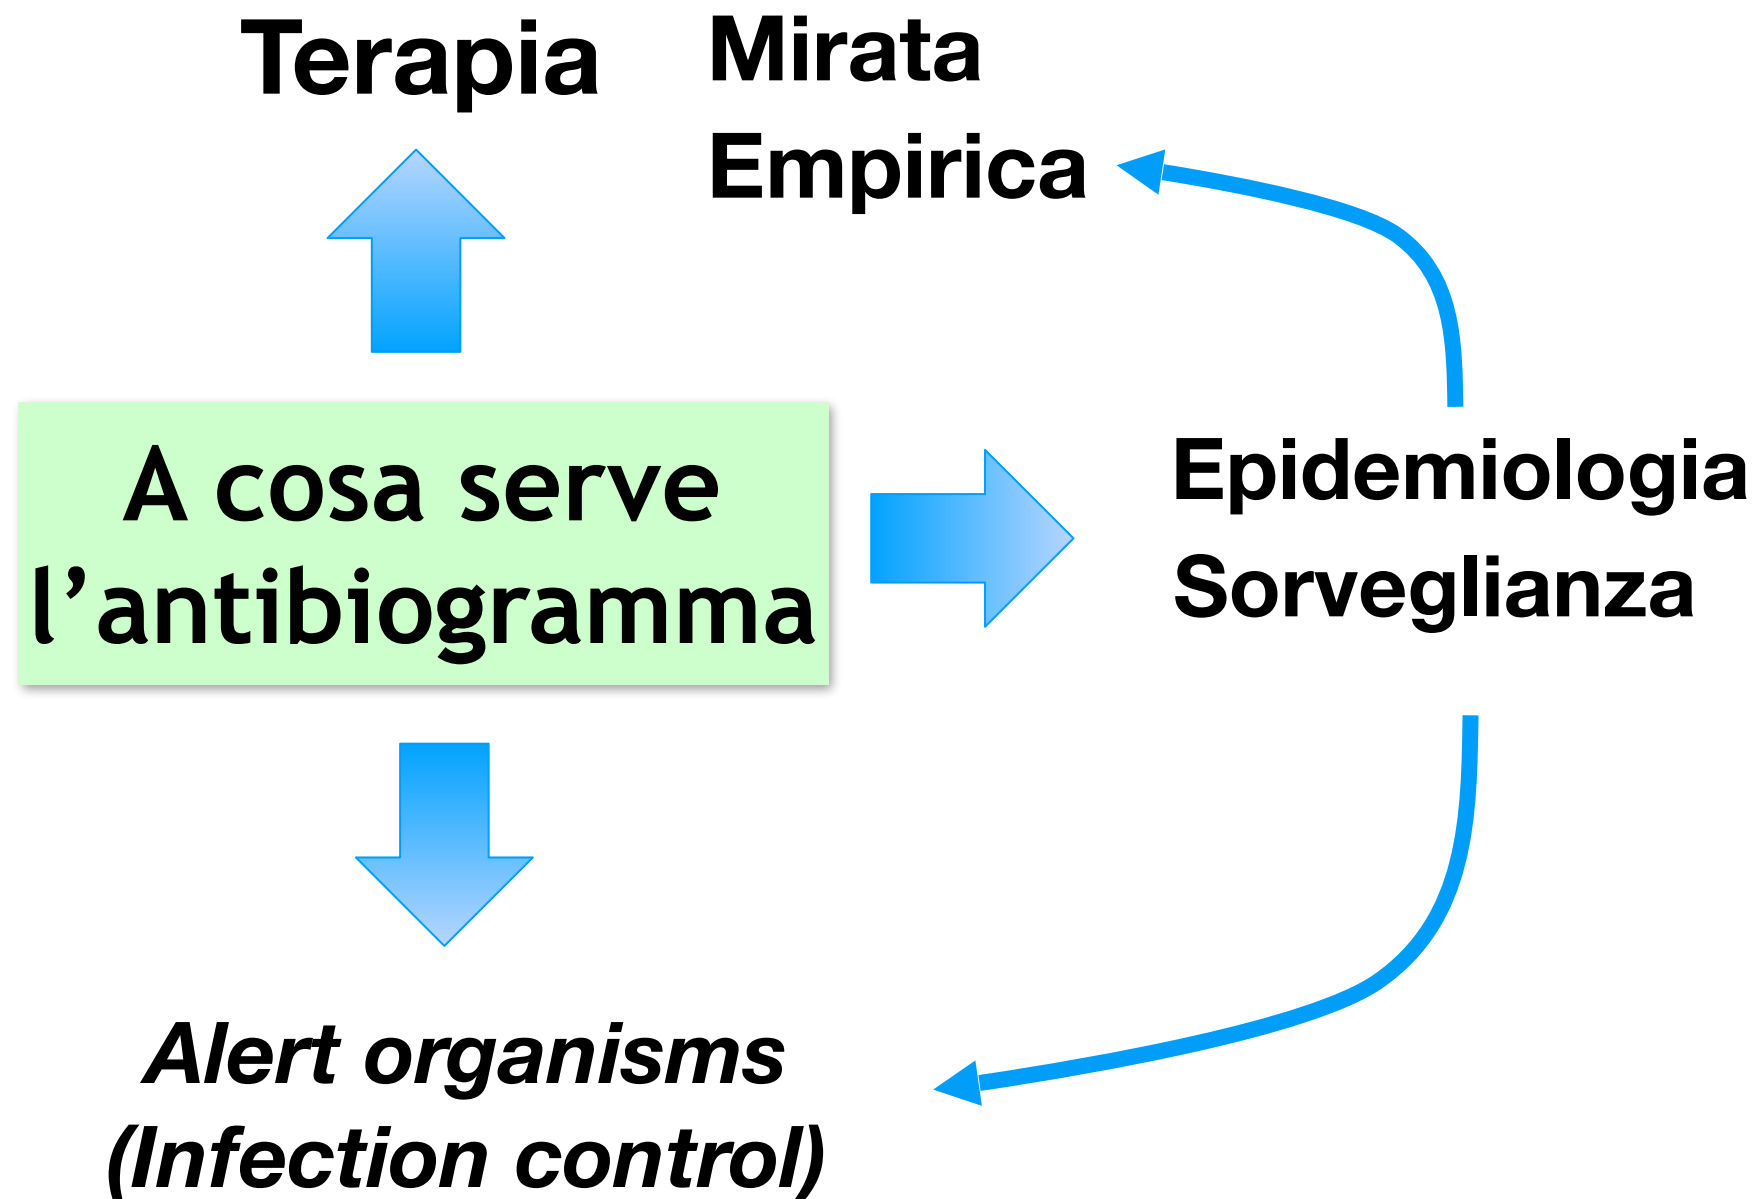 Terapia
Mirata
Empirica
A cosa serve
l’antibiogramma
Epidemiologia
Sorveglianza
Alert organisms
(Infection control)